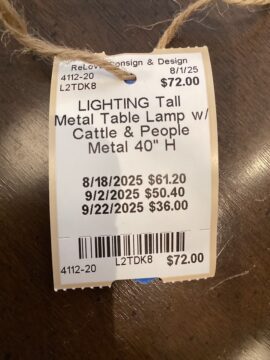 ReLove Consign & Design
4112-20 8/1/25
L2TDK8 $72.00
LIGHTING Tall
Metal Table Lamp w/
Cattle & People
Metal 40" H
8/18/2025 $61.20
9/2/2025 $50.40
9/22/2025 $36.00
L2TDK8
4112-20 $72.00